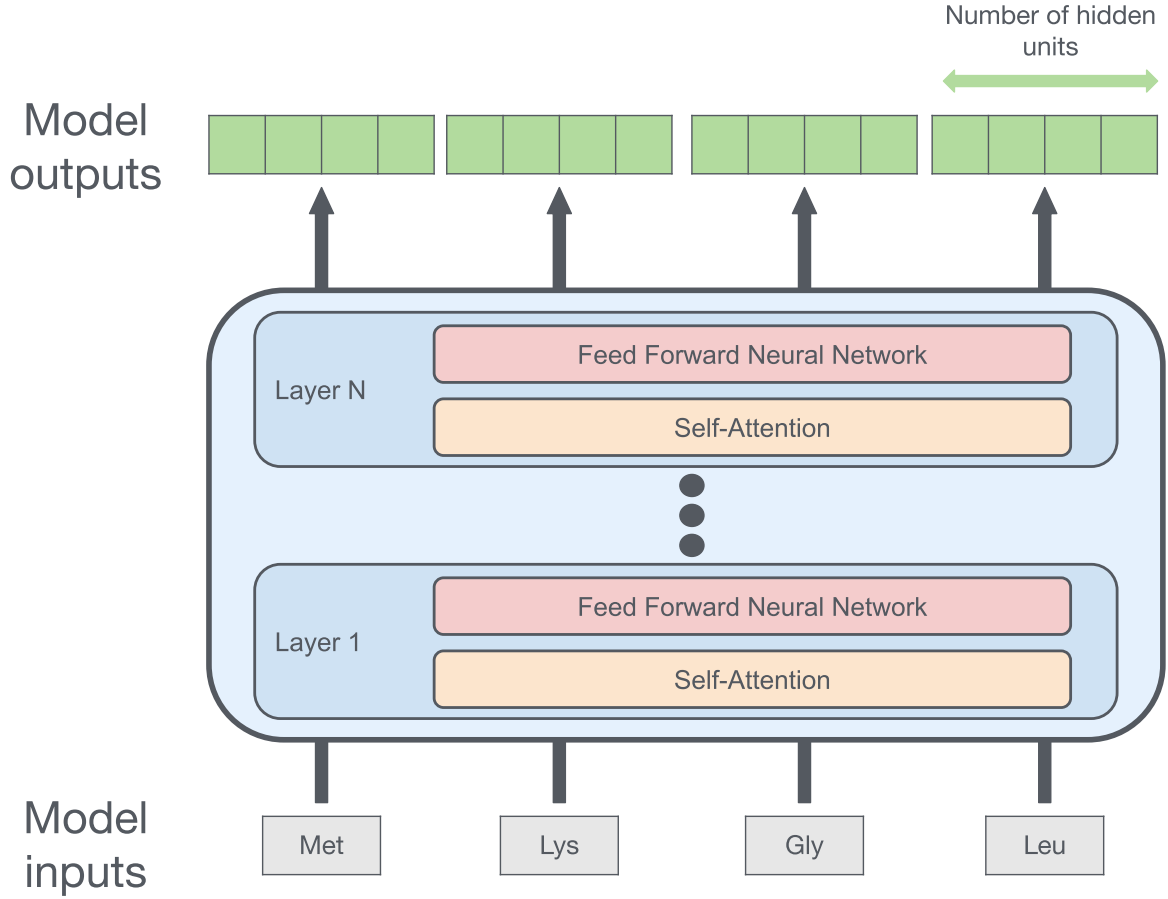 Number of hidden
units
Model
outputs
Feed Forward Neural Network
Layer N
Self-Attention
Feed Forward Neural Network
Layer 1
Self-Attention
Model
inputs
Met
Lys
Gly
Leu